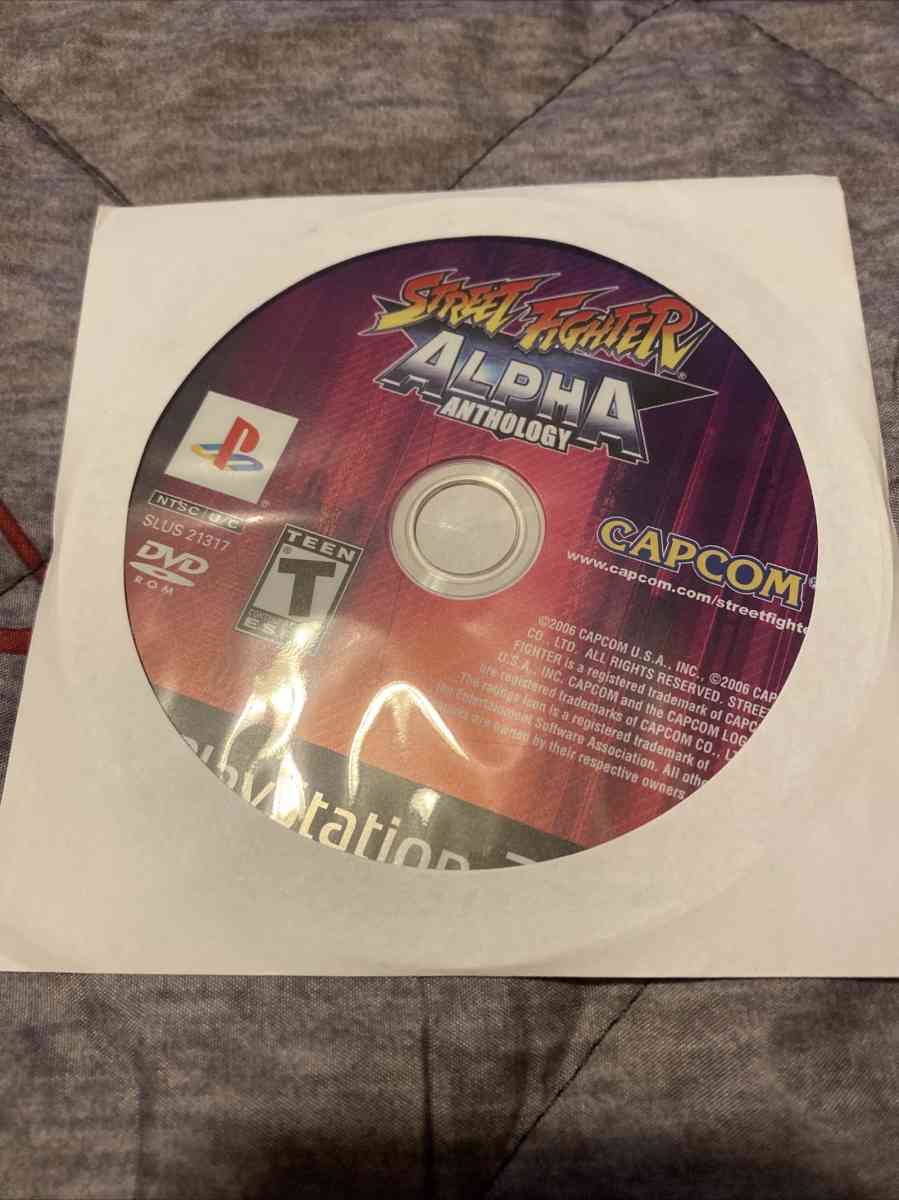 STREET FIGHTER®
ALPHA
ANTHOLOGY
®
NTSC U/C
SLUS 21317
DVD
ROM
TEEN
T
®
CAPCOM®
www.capcom.com/streetfighte
©2006 CAPCOM U.S.A., INC., ©2006 CAP
CO., LTD. ALL RIGHTS RESERVED. STREE
FIGHTER is a registered trademark of CAPC
U.S.A., INC. CAPCOM and the CAPCOM LOG
are registered trademarks of CAPCOM CO., LT
The ratings icon is a registered trademark of
the Entertainment Software Association. All othe
are owned by their respective owners.
PlayStation 2